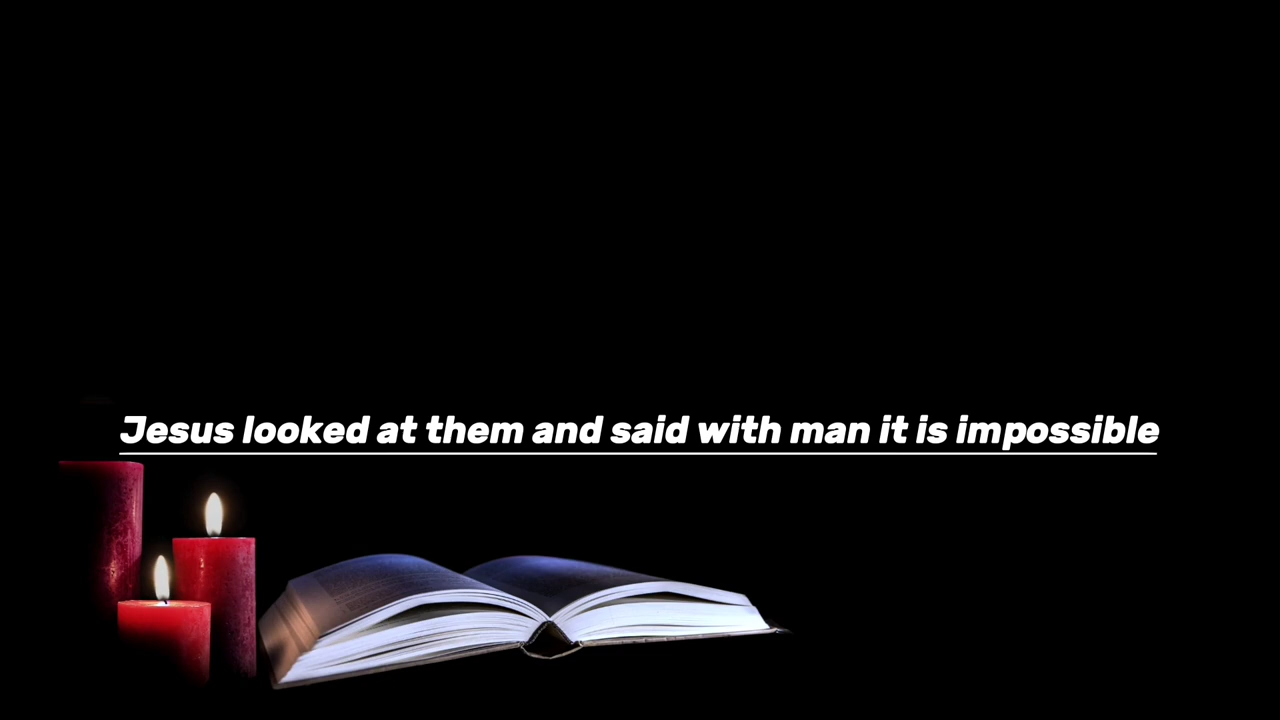 Jesus looked at them and said with man it is impossible